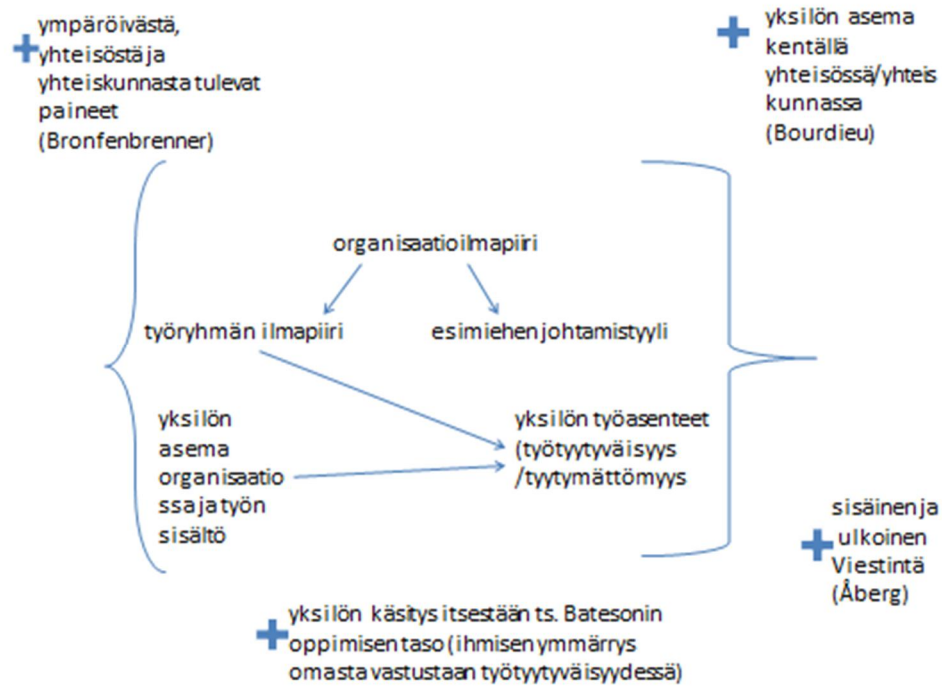 ympäröivästä,
yhteisöstä ja
yhteiskunnasta tulevat
paineet
(Bronfenbrenner)
yksilön asema
kentällä
yhteisössä/yhteis
kunnassa
(Bourdieu)
organisaatioilmapiiri
työryhmän ilmapiiri
esimiehen johtamistyyli
yksilön
asema
organisaatio
ssa ja työn
sisältö
yksilön työasenteet
(työtyytyväisyys
/tyytymättömyys
sisäinen ja
ulkoinen
Viestintä
(Åberg)
yksilön käsitys itsestään ts. Batesonin
oppimisen taso (ihmisen ymmärrys
omasta vastustaan työtyytyväisyydessä)